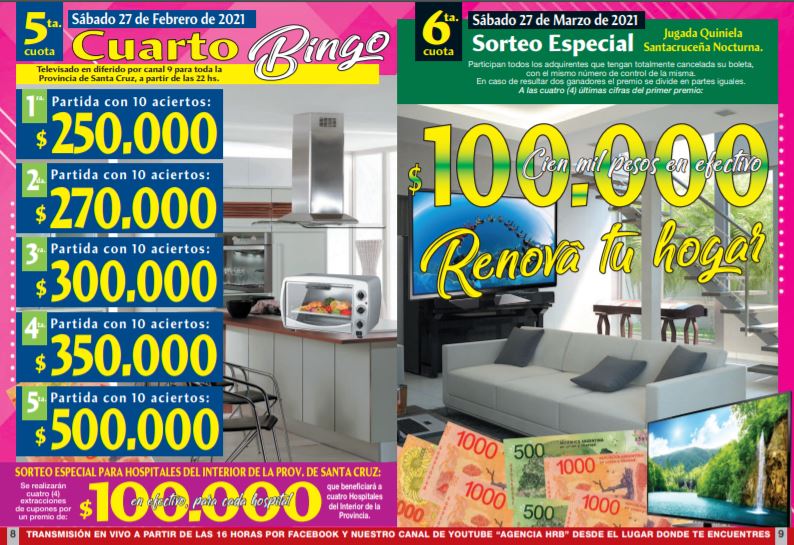 5ta.
cuota
Sábado 27 de Febrero de 2021
Cuarto Bingo
Televisado en diferido por canal 9 para toda la
Provincia de Santa Cruz, a partir de las 22 hs.
1ra. Partida con 10 aciertos:
$250.000
2da. Partida con 10 aciertos:
$270.000
3ra. Partida con 10 aciertos:
$300.000
4ta. Partida con 10 aciertos:
$350.000
5ta. Partida con 10 aciertos:
$500.000
SORTEO ESPECIAL PARA HOSPITALES DEL INTERIOR DE LA PROV. DE SANTA CRUZ:
Se realizarán
cuatro (4)
extracciones
de cupones por
un premio de:
$100.000
en efectivo, para cada hospital
que beneficiará a
cuatro Hospitales
del Interior de la
Provincia.
6ta.
cuota
Sábado 27 de Marzo de 2021
Sorteo Especial
Jugada Quiniela
Santacruceña Nocturna.
Participan todos los adquirentes que tengan totalmente cancelada su boleta,
con el mismo número de control de la misma.
En caso de resultar dos ganadores el premio se divide en partes iguales.
A las cuatro (4) últimas cifras del primer premio:
$100.000
Cien mil pesos en efectivo
Renová tu hogar
1000
500
1000
500
1000
1000
8 TRANSMISIÓN EN VIVO A PARTIR DE LAS 16 HORAS POR FACEBOOK Y NUESTRO CANAL DE YOUTUBE “AGENCIA HRB” DESDE EL LUGAR DONDE TE ENCUENTRES 9